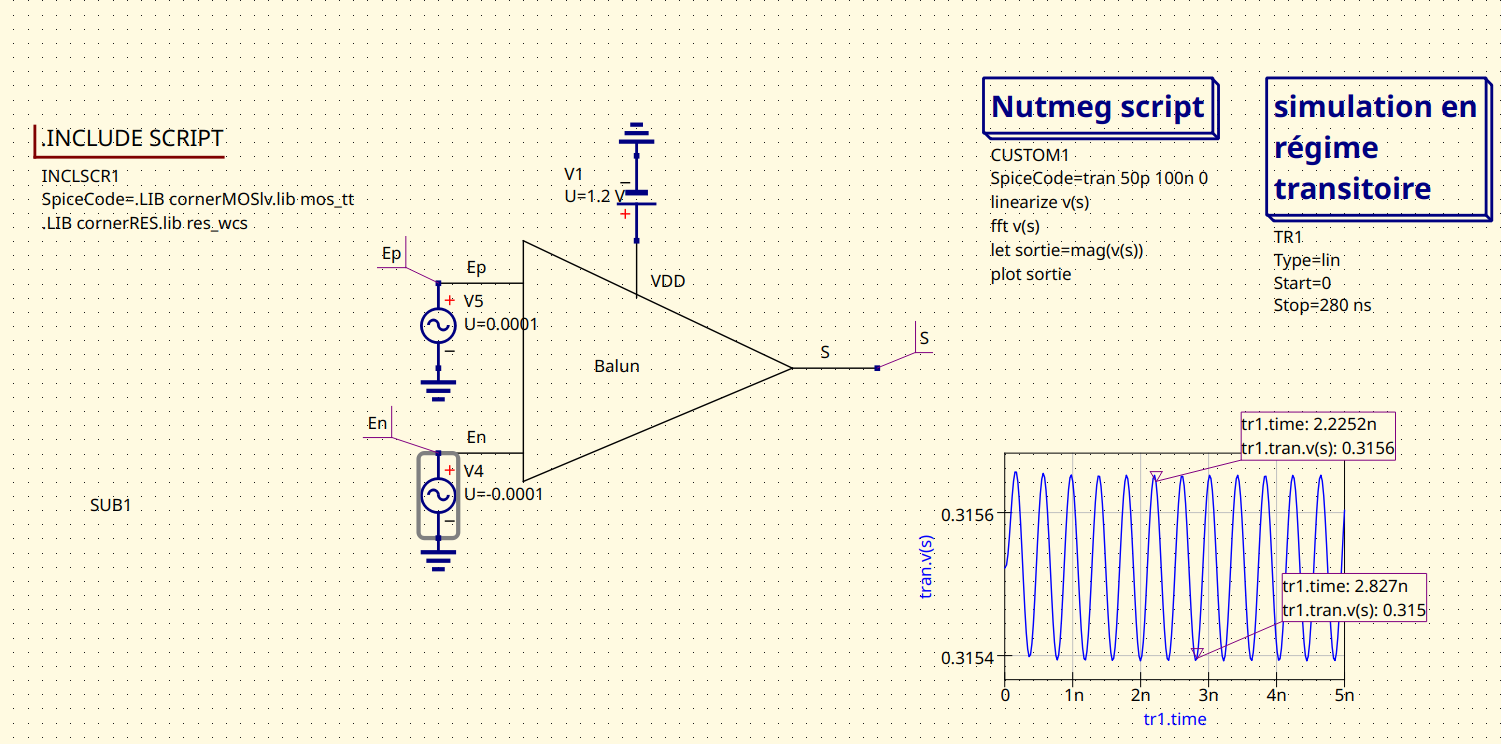 .INCLUDE SCRIPT
INCLSCR1
SpiceCode=.LIB cornerMOSlv.lib mos_tt
.LIB cornerRES.lib res_wcs
V1
U=1.2 V
Nutmeg script
CUSTOM1
SpiceCode=tran 50p 100n 0
linearize v(s)
fft v(s)
let sortie=mag(v(s))
plot sortie
simulation en
régime
transitoire
TR1
Type=lin
Start=0
Stop=280 ns
Ep
Ep
V5
U=0.0001
VDD
Balun
S
S
En
En
V4
U=-0.0001
SUB1
tr1.time: 2.2252n
tr1.tran.v(s): 0.3156
0.3156
tran.v(s)
tr1.time: 2.827n
tr1.tran.v(s): 0.315
0.3154
0 1n 2n 3n 4n 5n
tr1.time